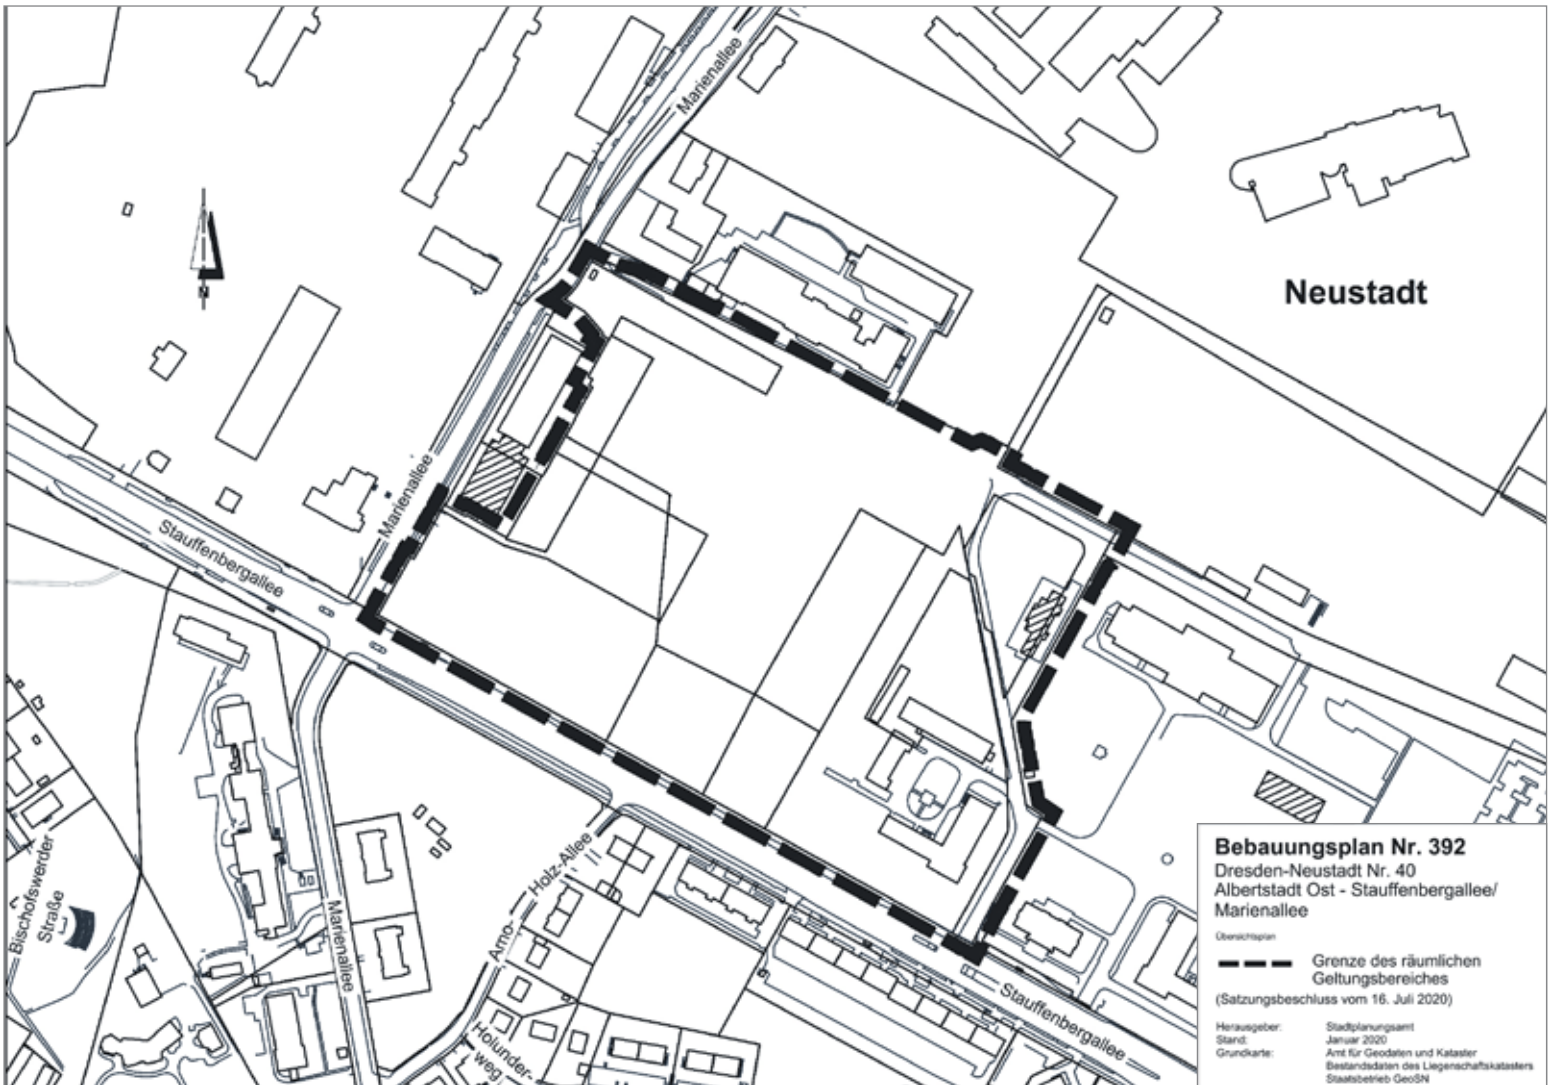 Marienallee
Neustadt
N
Marienallee
Stauffenbergallee
Bischofswerder
Straße
Marienallee
Arno-
Holz-Allee
Holunder-
weg
Stauffenbergallee
Bebauungsplan Nr. 392
Dresden-Neustadt Nr. 40
Albertstadt Ost - Stauffenbergallee/
Marienallee
Übersichtsplan
Grenze des räumlichen
Geltungsbereiches
(Satzungsbeschluss vom 16. Juli 2020)
Herausgeber: Stadtplanungsamt
Stand: Januar 2020
Grundkarte: Amt für Geodaten und Kataster
Bestandsdaten des Liegenschaftskatasters
Staatsbetrieb GeoSN